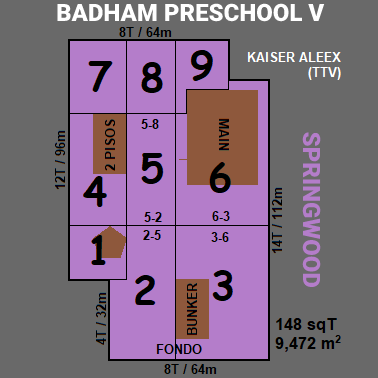 BADHAM PRESCHOOL V
8T / 64m
KAISER ALEEX
(TTV)
7
8
9
12T / 96m
2 PISOS
5-8
MAIN
4
5
6
SPRINGWOOD
5-2
6-3
14T / 112m
2-5
3-6
1
2
3
4T / 32m
BUNKER
FONDO
148 sqT
9,472 m²
8T / 64m